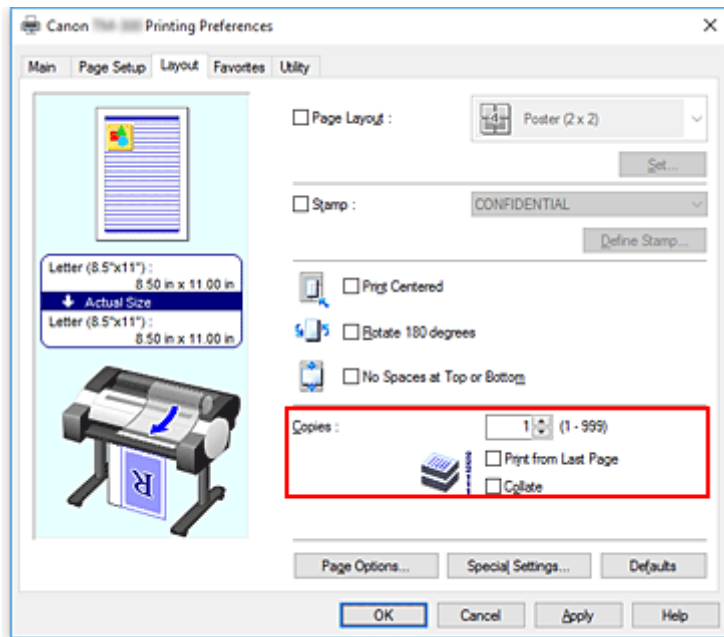 Canon Printing Preferences
Main Page Setup Layout Favorites Utility
Page Layout :
4
Poster (2 x 2)
Set...
Stamp :
CONFIDENTIAL
Define Stamp...
Letter (8.5"x11") :
8.50 in x 11.00 in
Actual Size
Letter (8.5"x11") :
8.50 in x 11.00 in
Print Centered
Rotate 180 degrees
No Spaces at Top or Bottom
Copies :
1 (1 - 999)
Print from Last Page
Collate
R
Page Options... Special Settings... Defaults
OK Cancel Apply Help